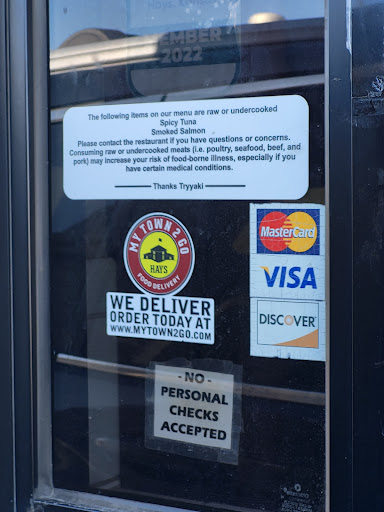 EMBER
2022
The following items on our menu are raw or undercooked
Spicy Tuna
Smoked Salmon
Please contact the restaurant if you have questions or concerns.
Consuming raw or undercooked meats (i.e. poultry, seafood, beef, and
pork) may increase your risk of food-borne illness, especially if you
have certain medical conditions.
Thanks Tryyaki
MY TOWN 2 GO
HAYS
FOOD DELIVERY
WE DELIVER
ORDER TODAY AT
WWW.MYTOWN2GO.COM
MasterCard
VISA
DISCOVER
- NO -
PERSONAL
CHECKS
ACCEPTED